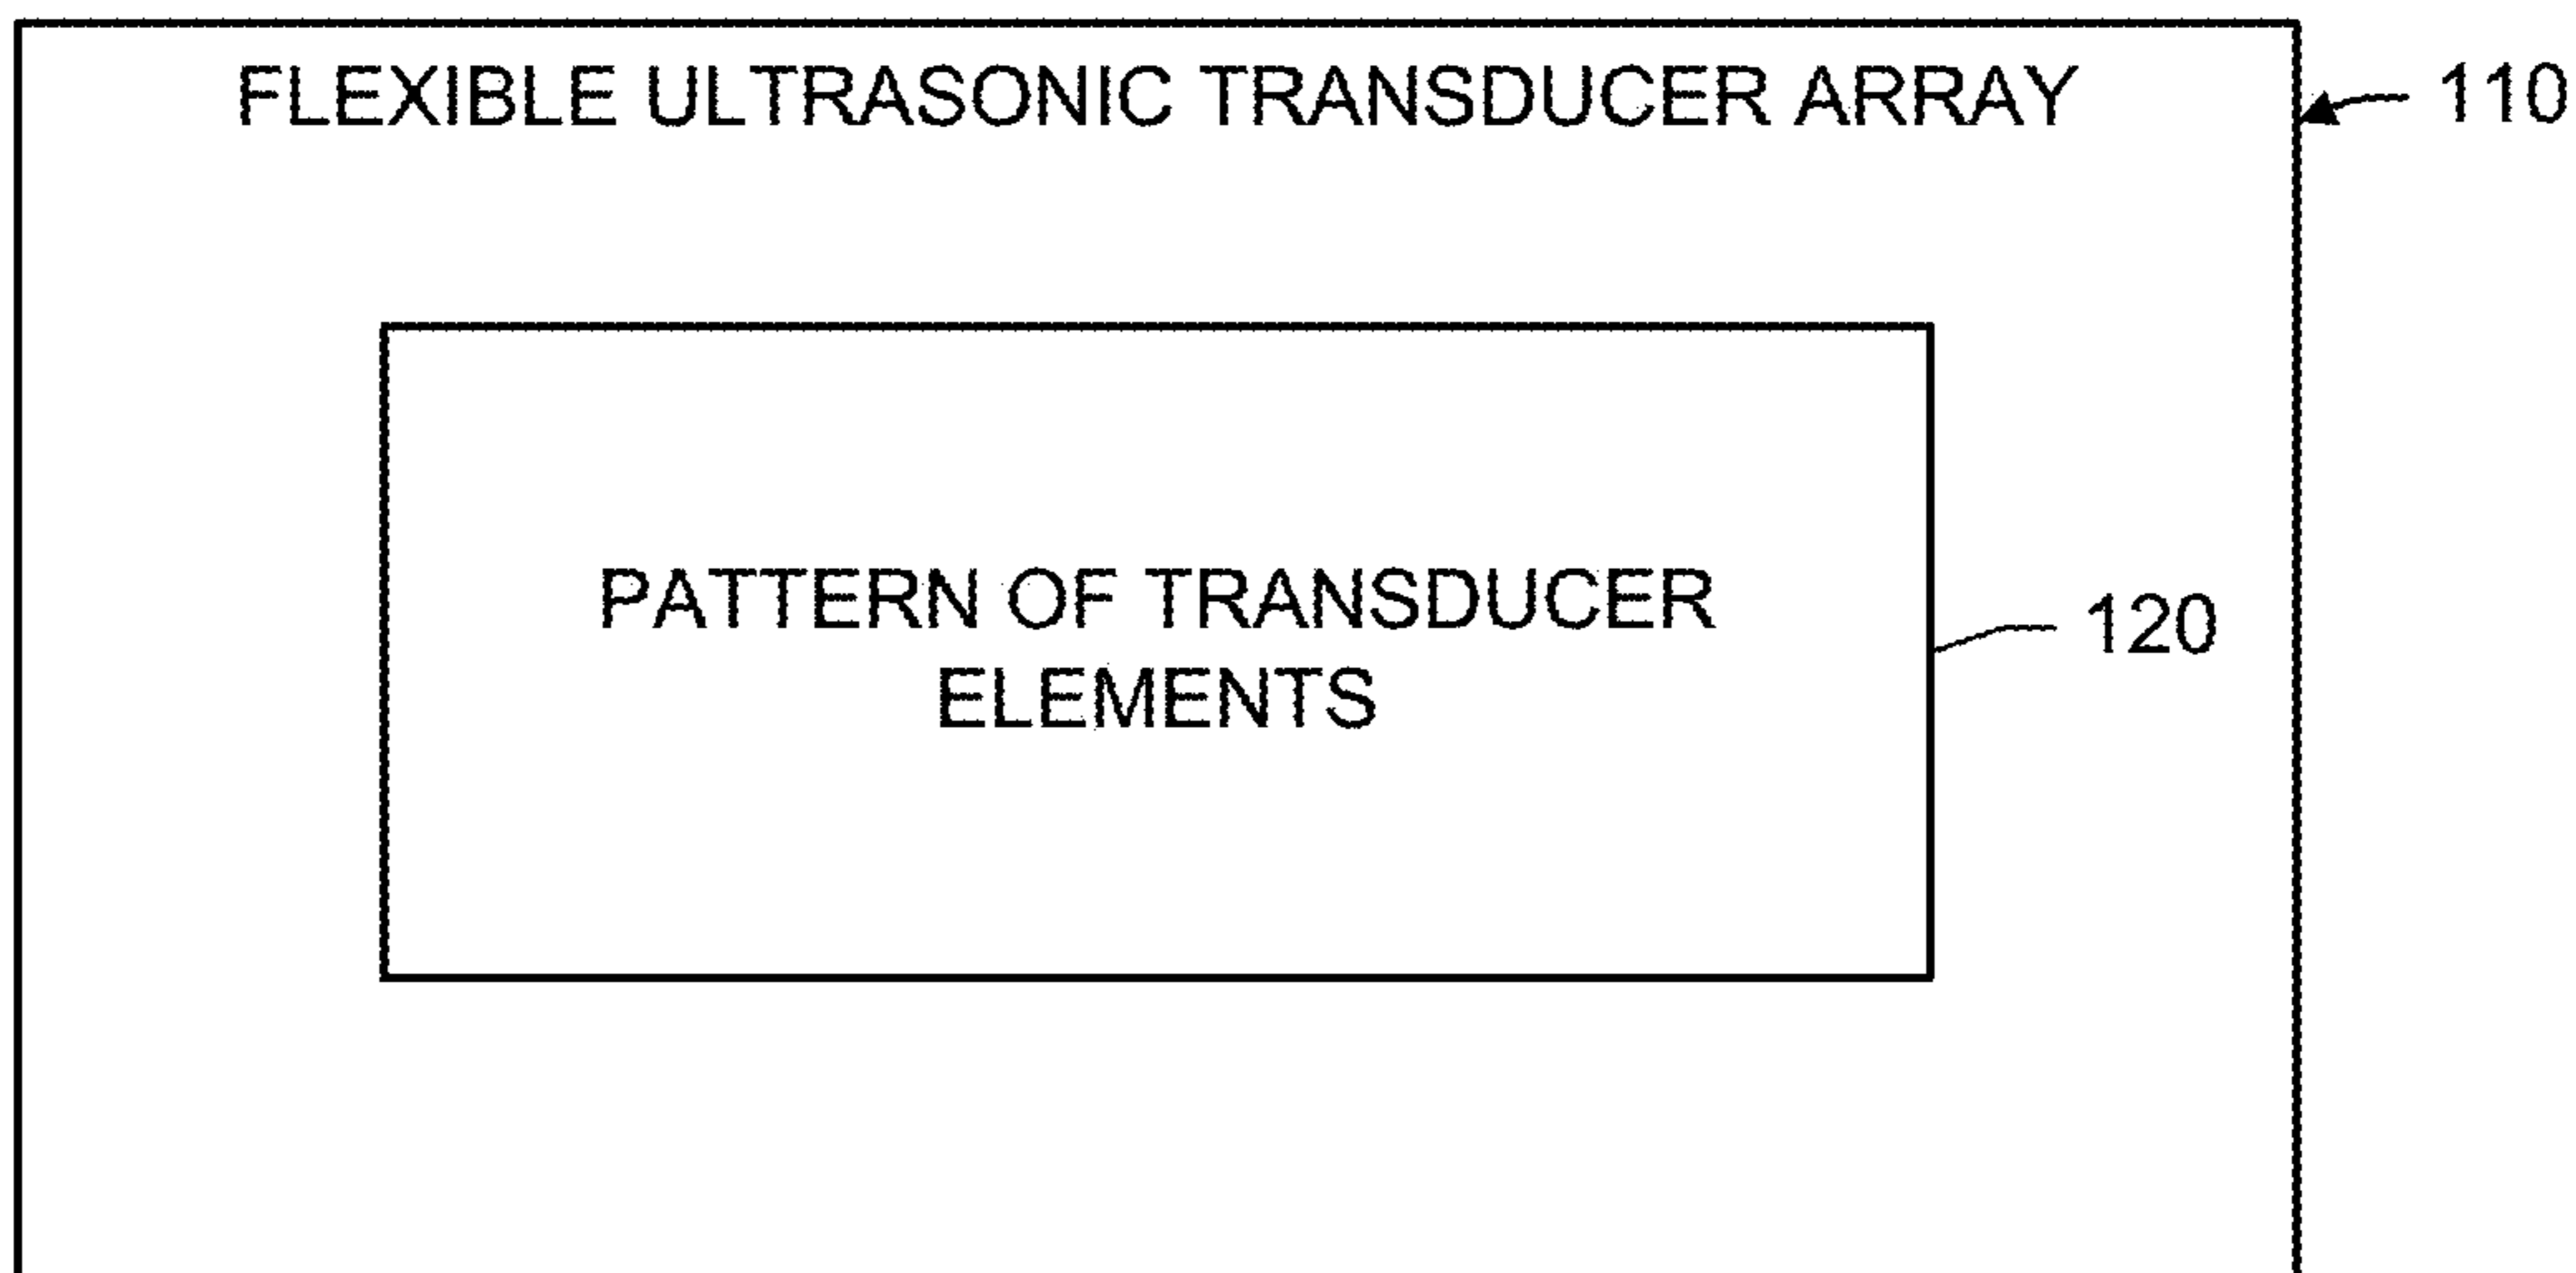 FLEXIBLE ULTRASONIC TRANSDUCER ARRAY
110
PATTERN OF TRANSDUCER
ELEMENTS
120